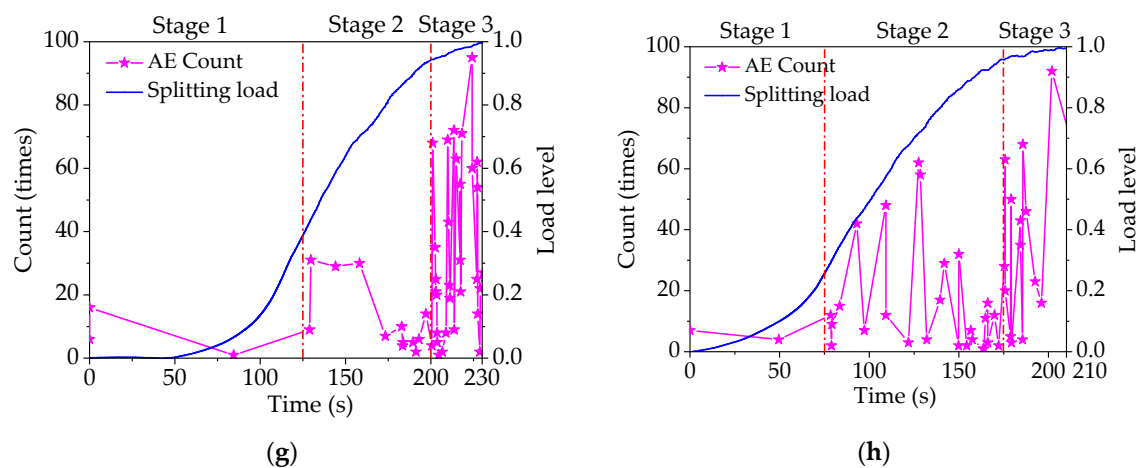 Stage 1 Stage 2 Stage 3
100 1.0
AE Count
Splitting load
80 0.8
60 0.6
40 0.4
20 0.2
0 0.0
Count (times)
Load level
0 50 100 150 200 230
Time (s)
(g)
Stage 1 Stage 2 Stage 3
100 1.0
AE Count
Splitting load
80 0.8
60 0.6
40 0.4
20 0.2
0 0.0
Count (times)
Load level
0 50 100 150 200 210
Time (s)
(h)